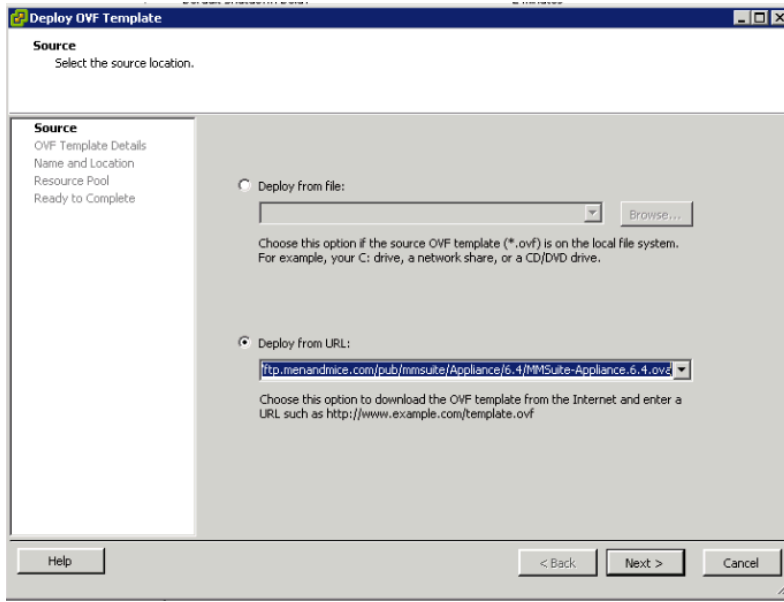 Deploy OVF Template
Source
Select the source location.
Source
OVF Template Details
Name and Location
Resource Pool
Ready to Complete
Deploy from file:
Browse...
Choose this option if the source OVF template (*.ovf) is on the local file system.
For example, your C: drive, a network share, or a CD/DVD drive.
Deploy from URL:
ftp.menandmice.com/pub/mmsuite/Appliance/6.4/MMSuite-Appliance.6.4.ova
Choose this option to download the OVF template from the Internet and enter a
URL such as http://www.example.com/template.ovf
Help
< Back
Next >
Cancel